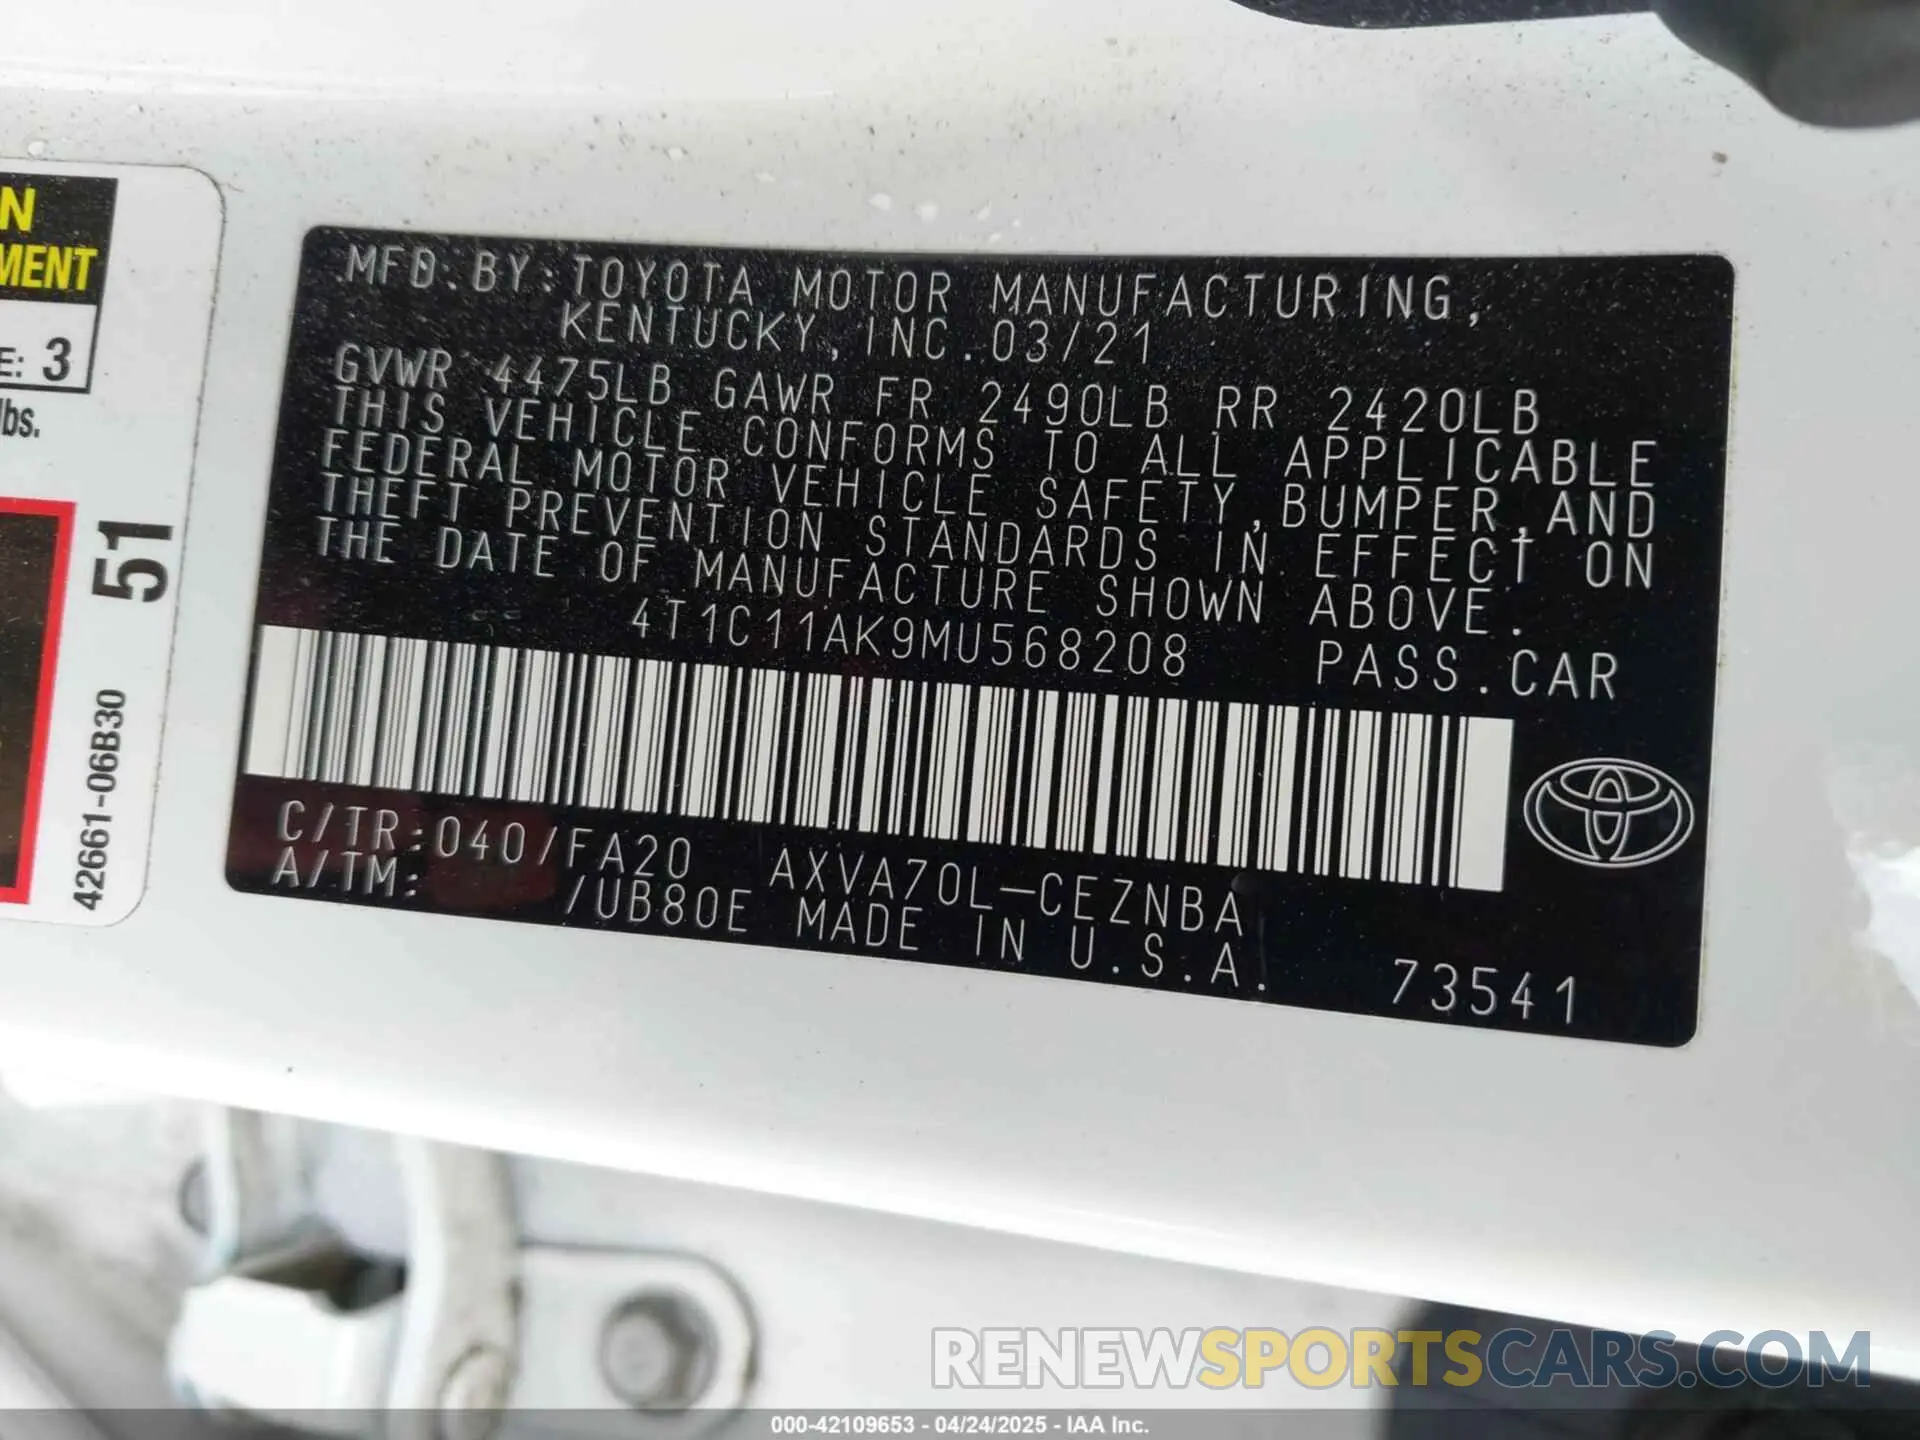 N
MENT
E: 3
lbs.
51
42661-06B30
MFD. BY: TOYOTA MOTOR MANUFACTURING,
KENTUCKY, INC. 03/21
GVWR 4475LB GAWR FR 2490LB RR 2420LB
THIS VEHICLE CONFORMS TO ALL APPLICABLE
FEDERAL MOTOR VEHICLE SAFETY, BUMPER, AND
THEFT PREVENTION STANDARDS IN EFFECT ON
THE DATE OF MANUFACTURE SHOWN ABOVE.
4T1C11AK9MU568208 PASS. CAR
C/TR: 040/FA20 AXVA70L-CEZNBA
A/TM: /UB80E MADE IN U.S.A. 73541
RENEWSPORTSCARS.COM
000-42109653 - 04/24/2025 - IAA Inc.